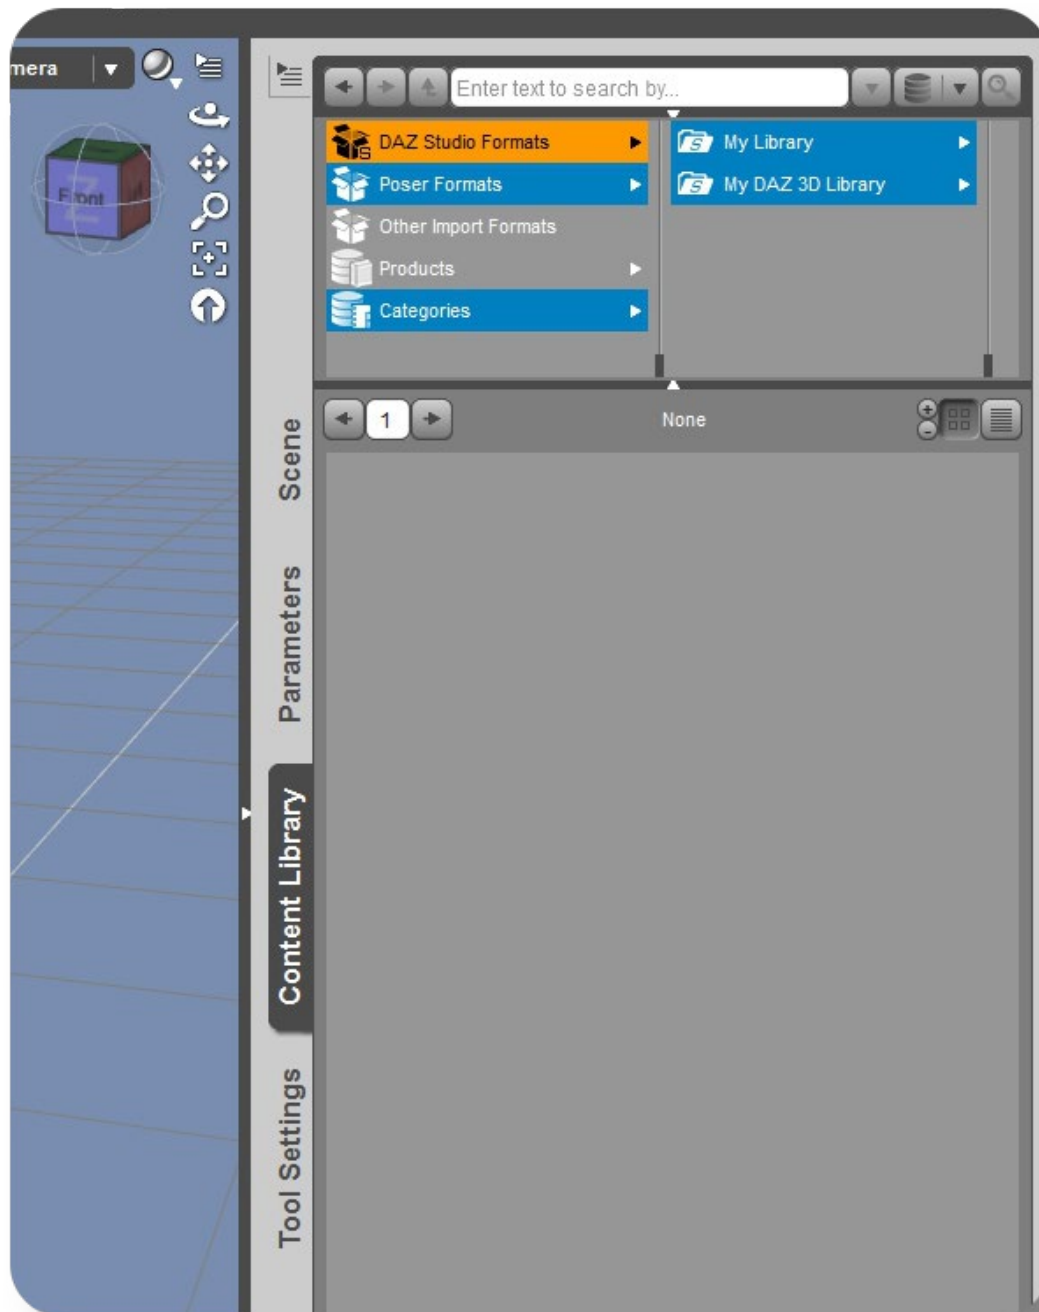 mera
Front
Enter text to search by...
DAZ Studio Formats
Poser Formats
Other Import Formats
Products
Categories
My Library
My DAZ 3D Library
1
None
Scene
Parameters
Content Library
Tool Settings